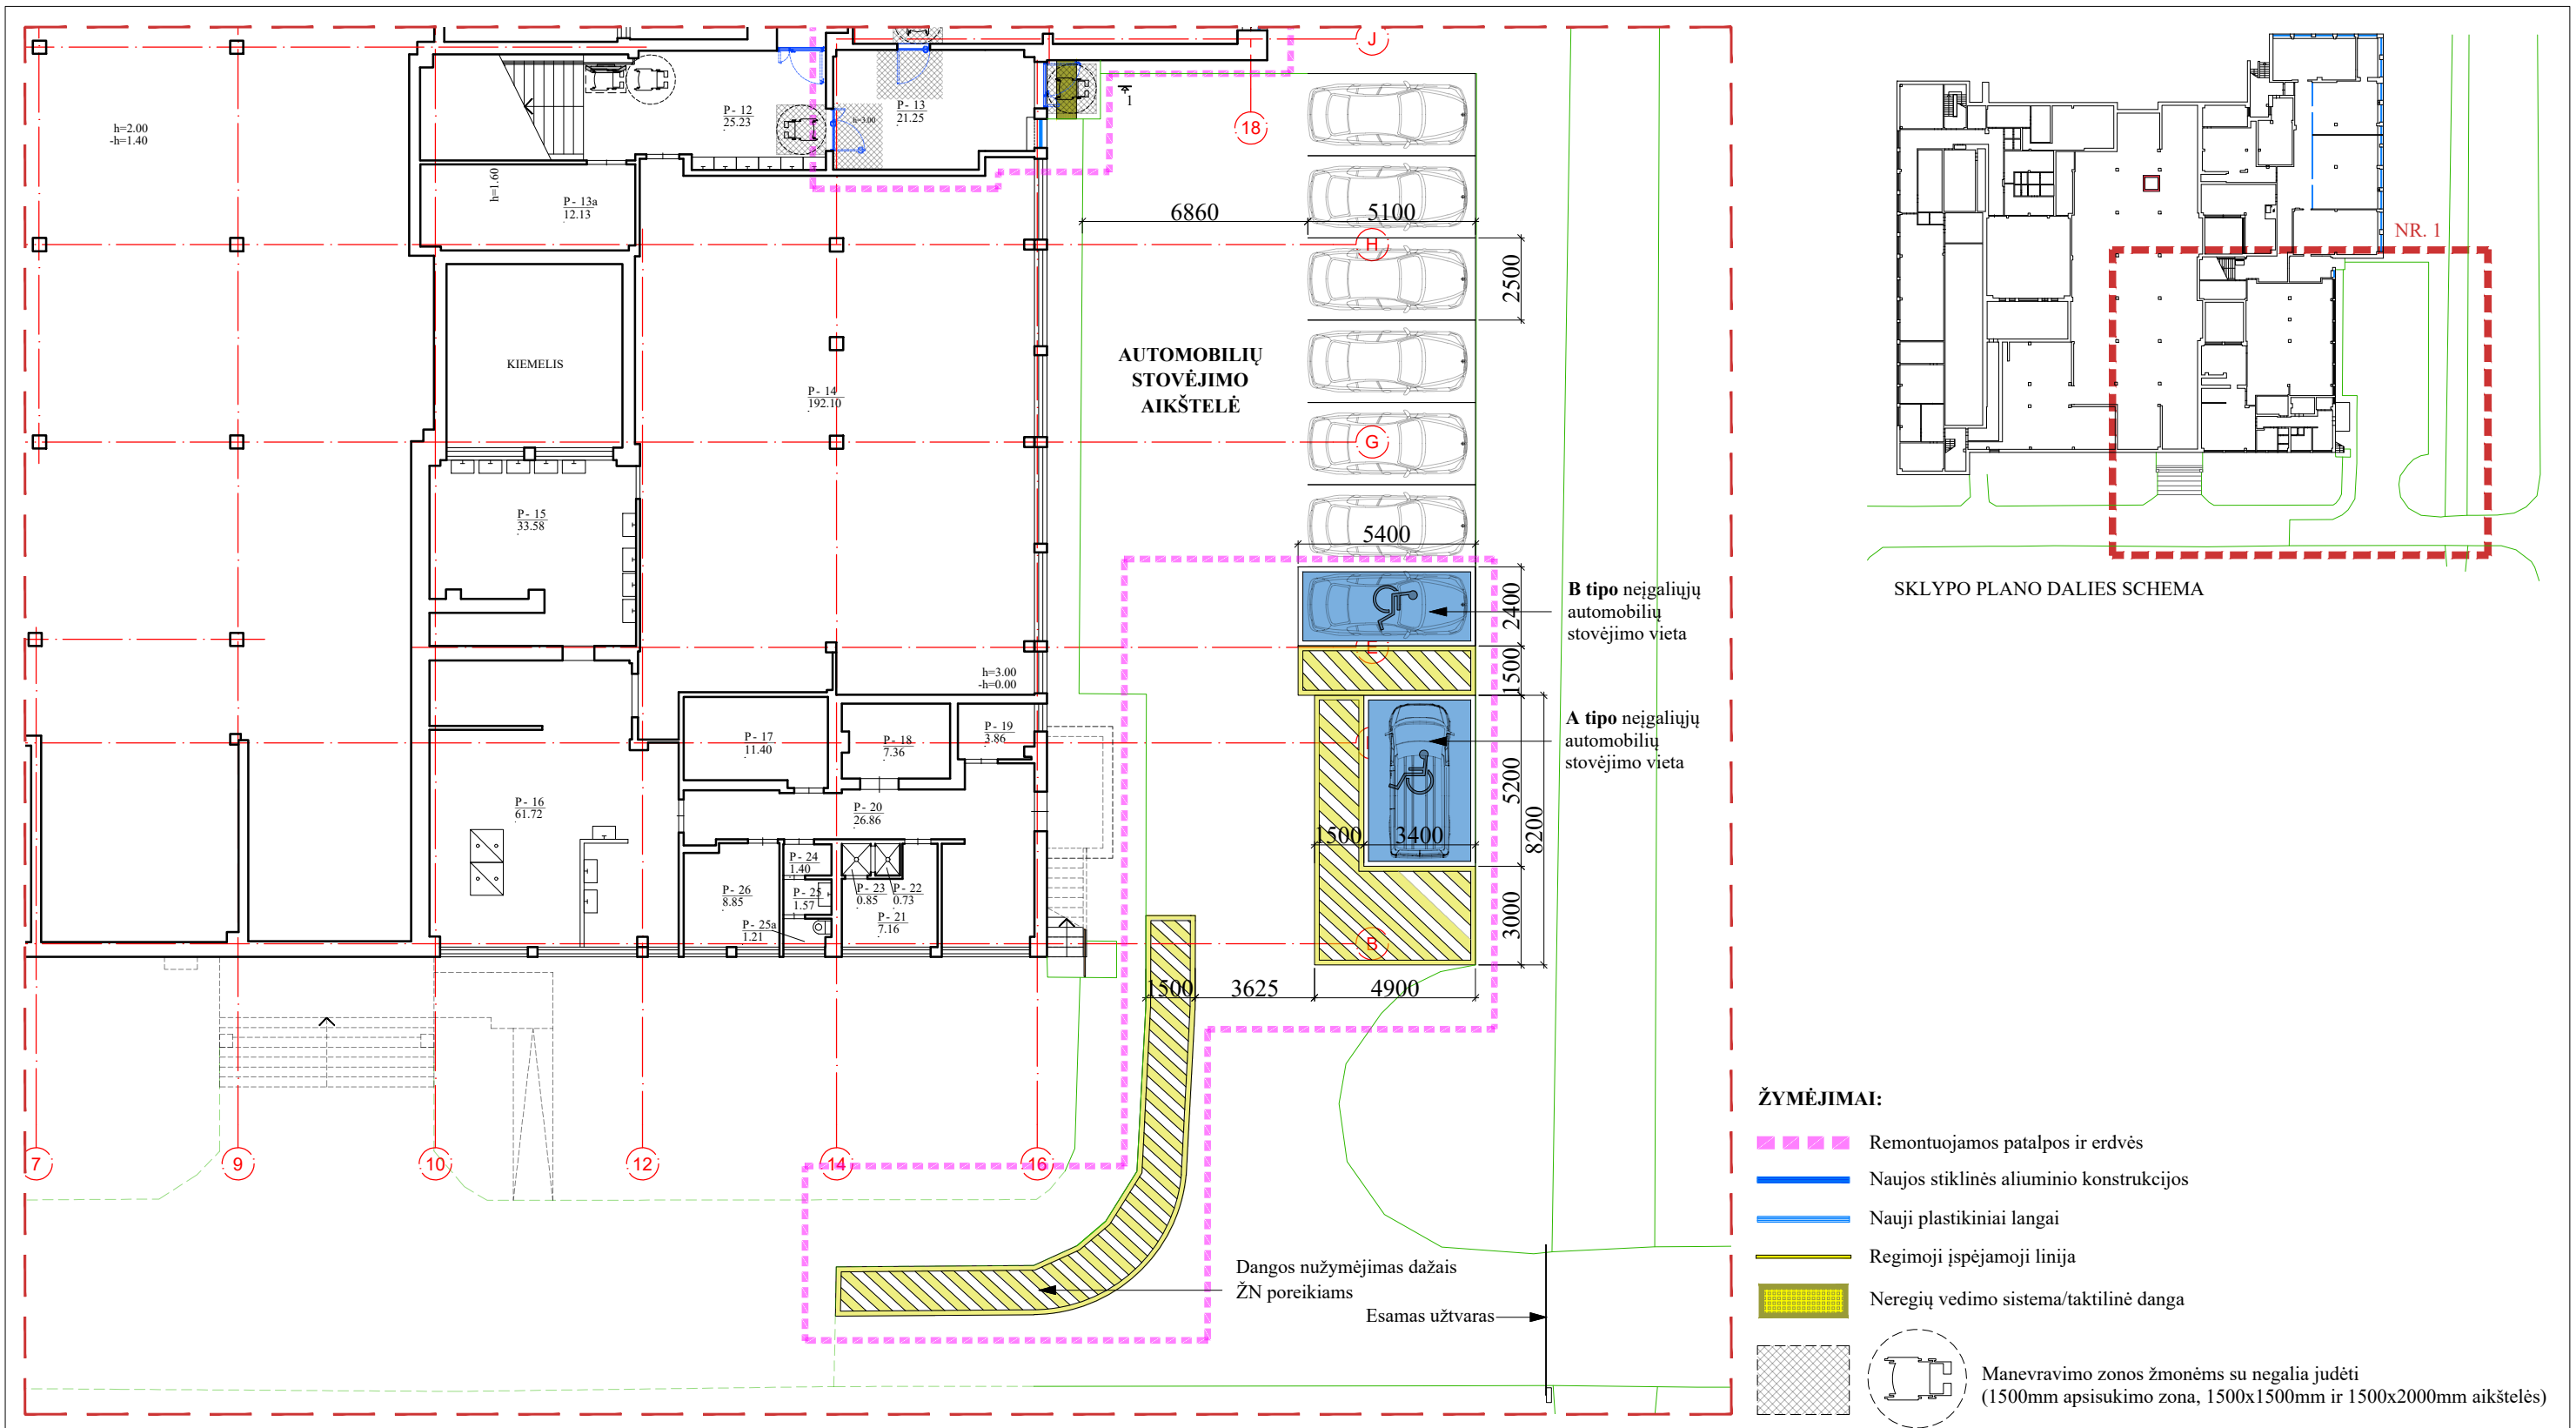 J
h=2.00
-h=1.40
P - 12
25.23
h=3.00
P - 13
21.25
1
18
h=1.60
P - 13a
12.13
6860
5100
H
2500
KIEMELIS
AUTOMOBILIŲ
STOVĖJIMO
AIKŠTELĖ
P - 14
192.10
G
P - 15
33.58
5400
2400
B tipo neįgaliųjų
automobilių
stovėjimo vieta
E
1500
h=3.00
-h=0.00
A tipo neįgaliųjų
automobilių
stovėjimo vieta
P - 17
11.40
P - 18
7.36
P - 19
3.86
5200
8200
P - 16
61.72
P - 20
26.86
1500
3400
P - 24
1.40
P - 26
8.85
P - 25
1.57
P - 23
0.85
P - 22
0.73
P - 25a
1.21
P - 21
7.16
3000
B
1500
3625
4900
7
9
10
12
14
16
Dangos nužymėjimas dažais
ŽN poreikiams
Esamas užtvaras
NR. 1
SKLYPO PLANO DALIES SCHEMA
ŽYMĖJIMAI:
Remontuojamos patalpos ir erdvės
Naujos stiklinės aliuminio konstrukcijos
Nauji plastikiniai langai
Regimoji įspėjamoji linija
Neregių vedimo sistema/taktilinė danga
Manevravimo zonos žmonėms su negalia judėti
(1500mm apsisukimo zona, 1500x1500mm ir 1500x2000mm aikštelės)